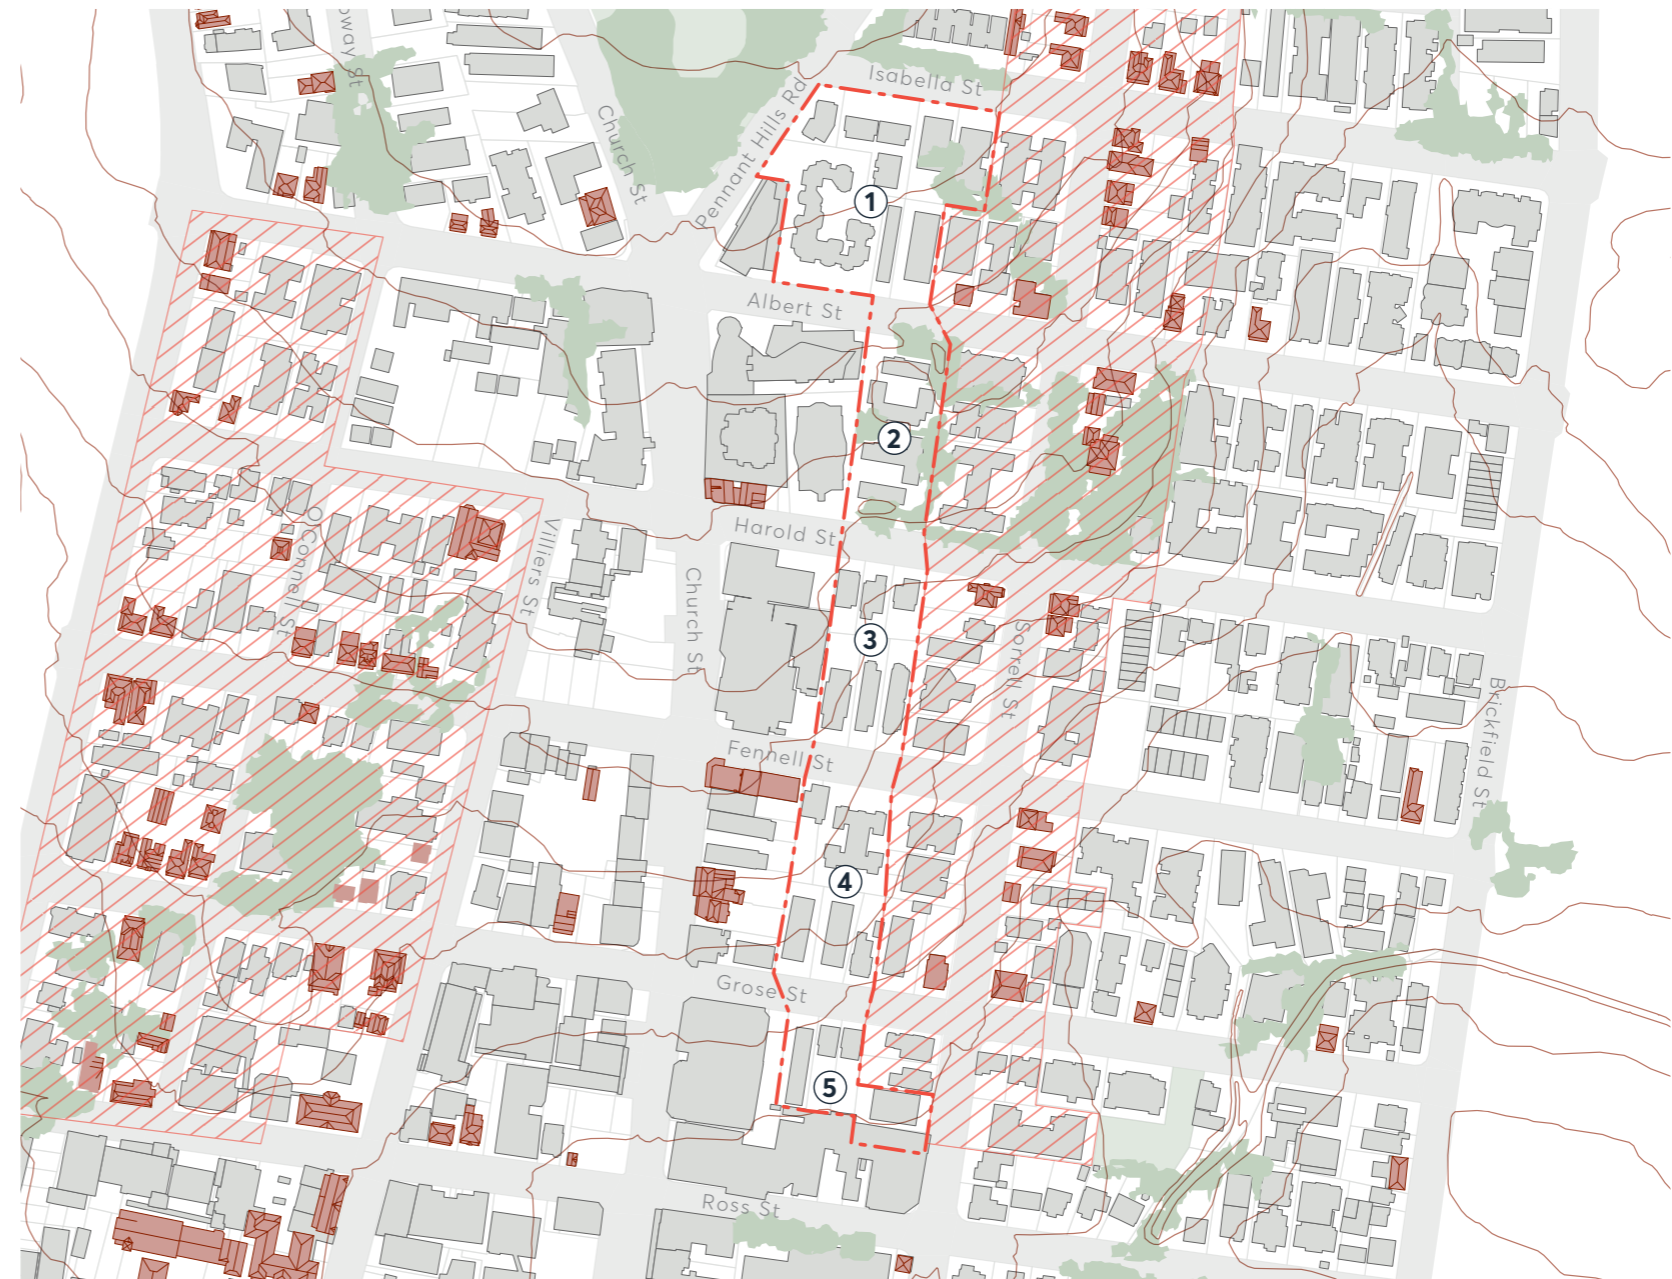 Isabella St
Pennant Hills Rd
Church St
1
Albert St
2
Harold St
O'Connell St
Villiers St
Church St
3
Sorrell St
Brickfield St
Fennell St
4
Grose St
5
Ross St